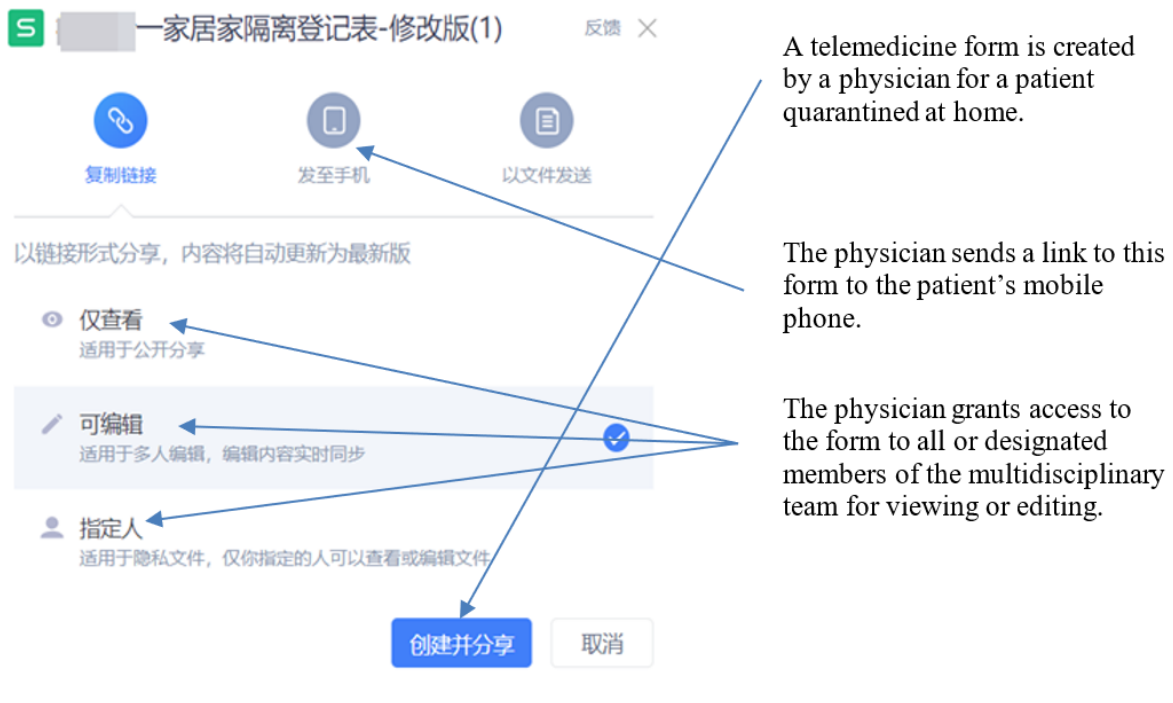 S
一家居家隔离登记表-修改版(1)
反馈
复制链接
发至手机
以文件发送
以链接形式分享，内容将自动更新为最新版
仅查看
适用于公开分享
可编辑
适用于多人编辑，编辑内容实时同步
指定人
适用于隐私文件，仅你指定的人可以查看或编辑文件
创建并分享
取消
A telemedicine form is created
by a physician for a patient
quarantined at home.
The physician sends a link to this
form to the patient’s mobile
phone.
The physician grants access to
the form to all or designated
members of the multidisciplinary
team for viewing or editing.